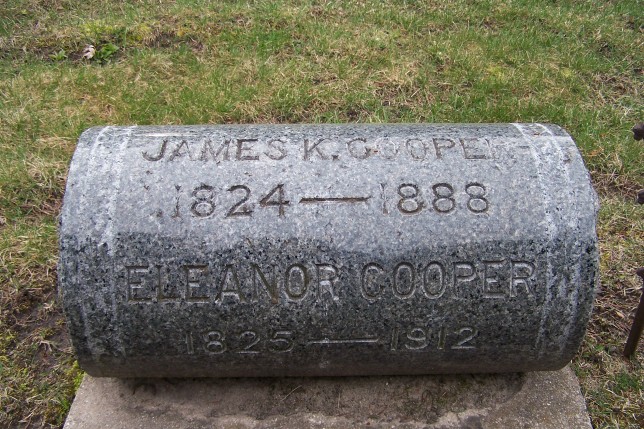 JAMES K. COOPER
1824 — 1888
ELEANOR COOPER
1825 — 1912